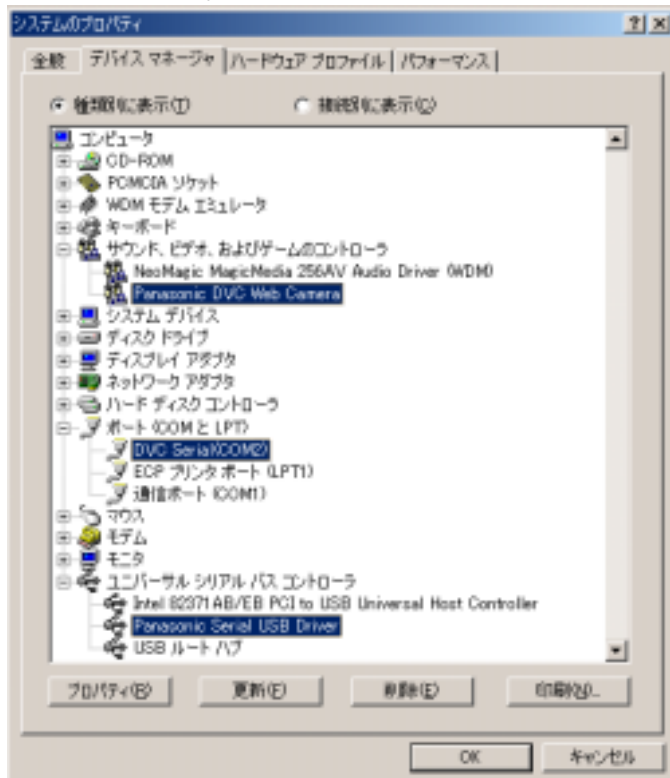 システムのプロパティ
全般 デバイス マネージャ ハードウェア プロファイル パフォーマンス
種類別に表示(T) 接続別に表示(C)
コンピュータ
CD-ROM
PCMCIA ソケット
WDM モデム エミュレータ
キーボード
サウンド、ビデオ、およびゲームのコントローラ
NeoMagic MagicMedia 256AV Audio Driver (WDM)
Panasonic DVC Web Camera
システム デバイス
ディスク ドライブ
ディスプレイ アダプタ
ネットワーク アダプタ
ハード ディスク コントローラ
ポート (COM と LPT)
DVC Serial(COM2)
ECP プリンタ ポート (LPT1)
通信ポート (COM1)
マウス
モデム
モニタ
ユニバーサル シリアル バス コントローラ
Intel 82371AB/EB PCI to USB Universal Host Controller
Panasonic Serial USB Driver
USB ルート ハブ
プロパティ(R) 更新(F) 削除(E) 印刷(N)...
OK キャンセル